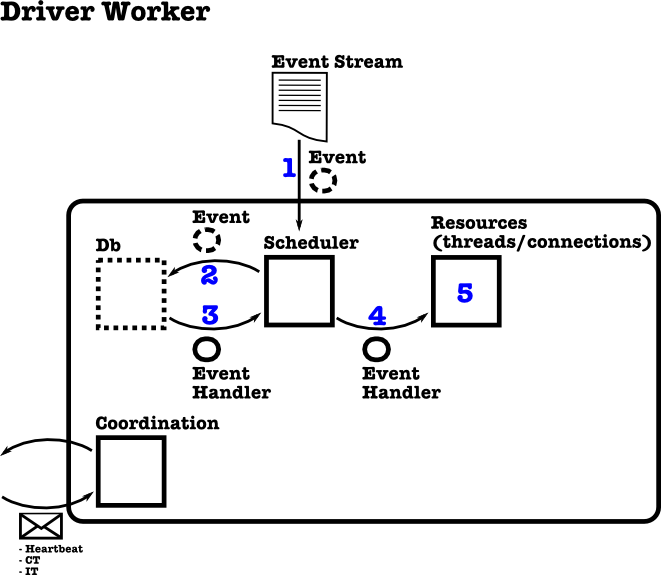 Driver Worker
Event Stream
1
Event
Event
Db
2
3
Scheduler
Resources
(threads/connections)
4
5
Event
Handler
Event
Handler
Coordination
- Heartbeat
- CT
- IT